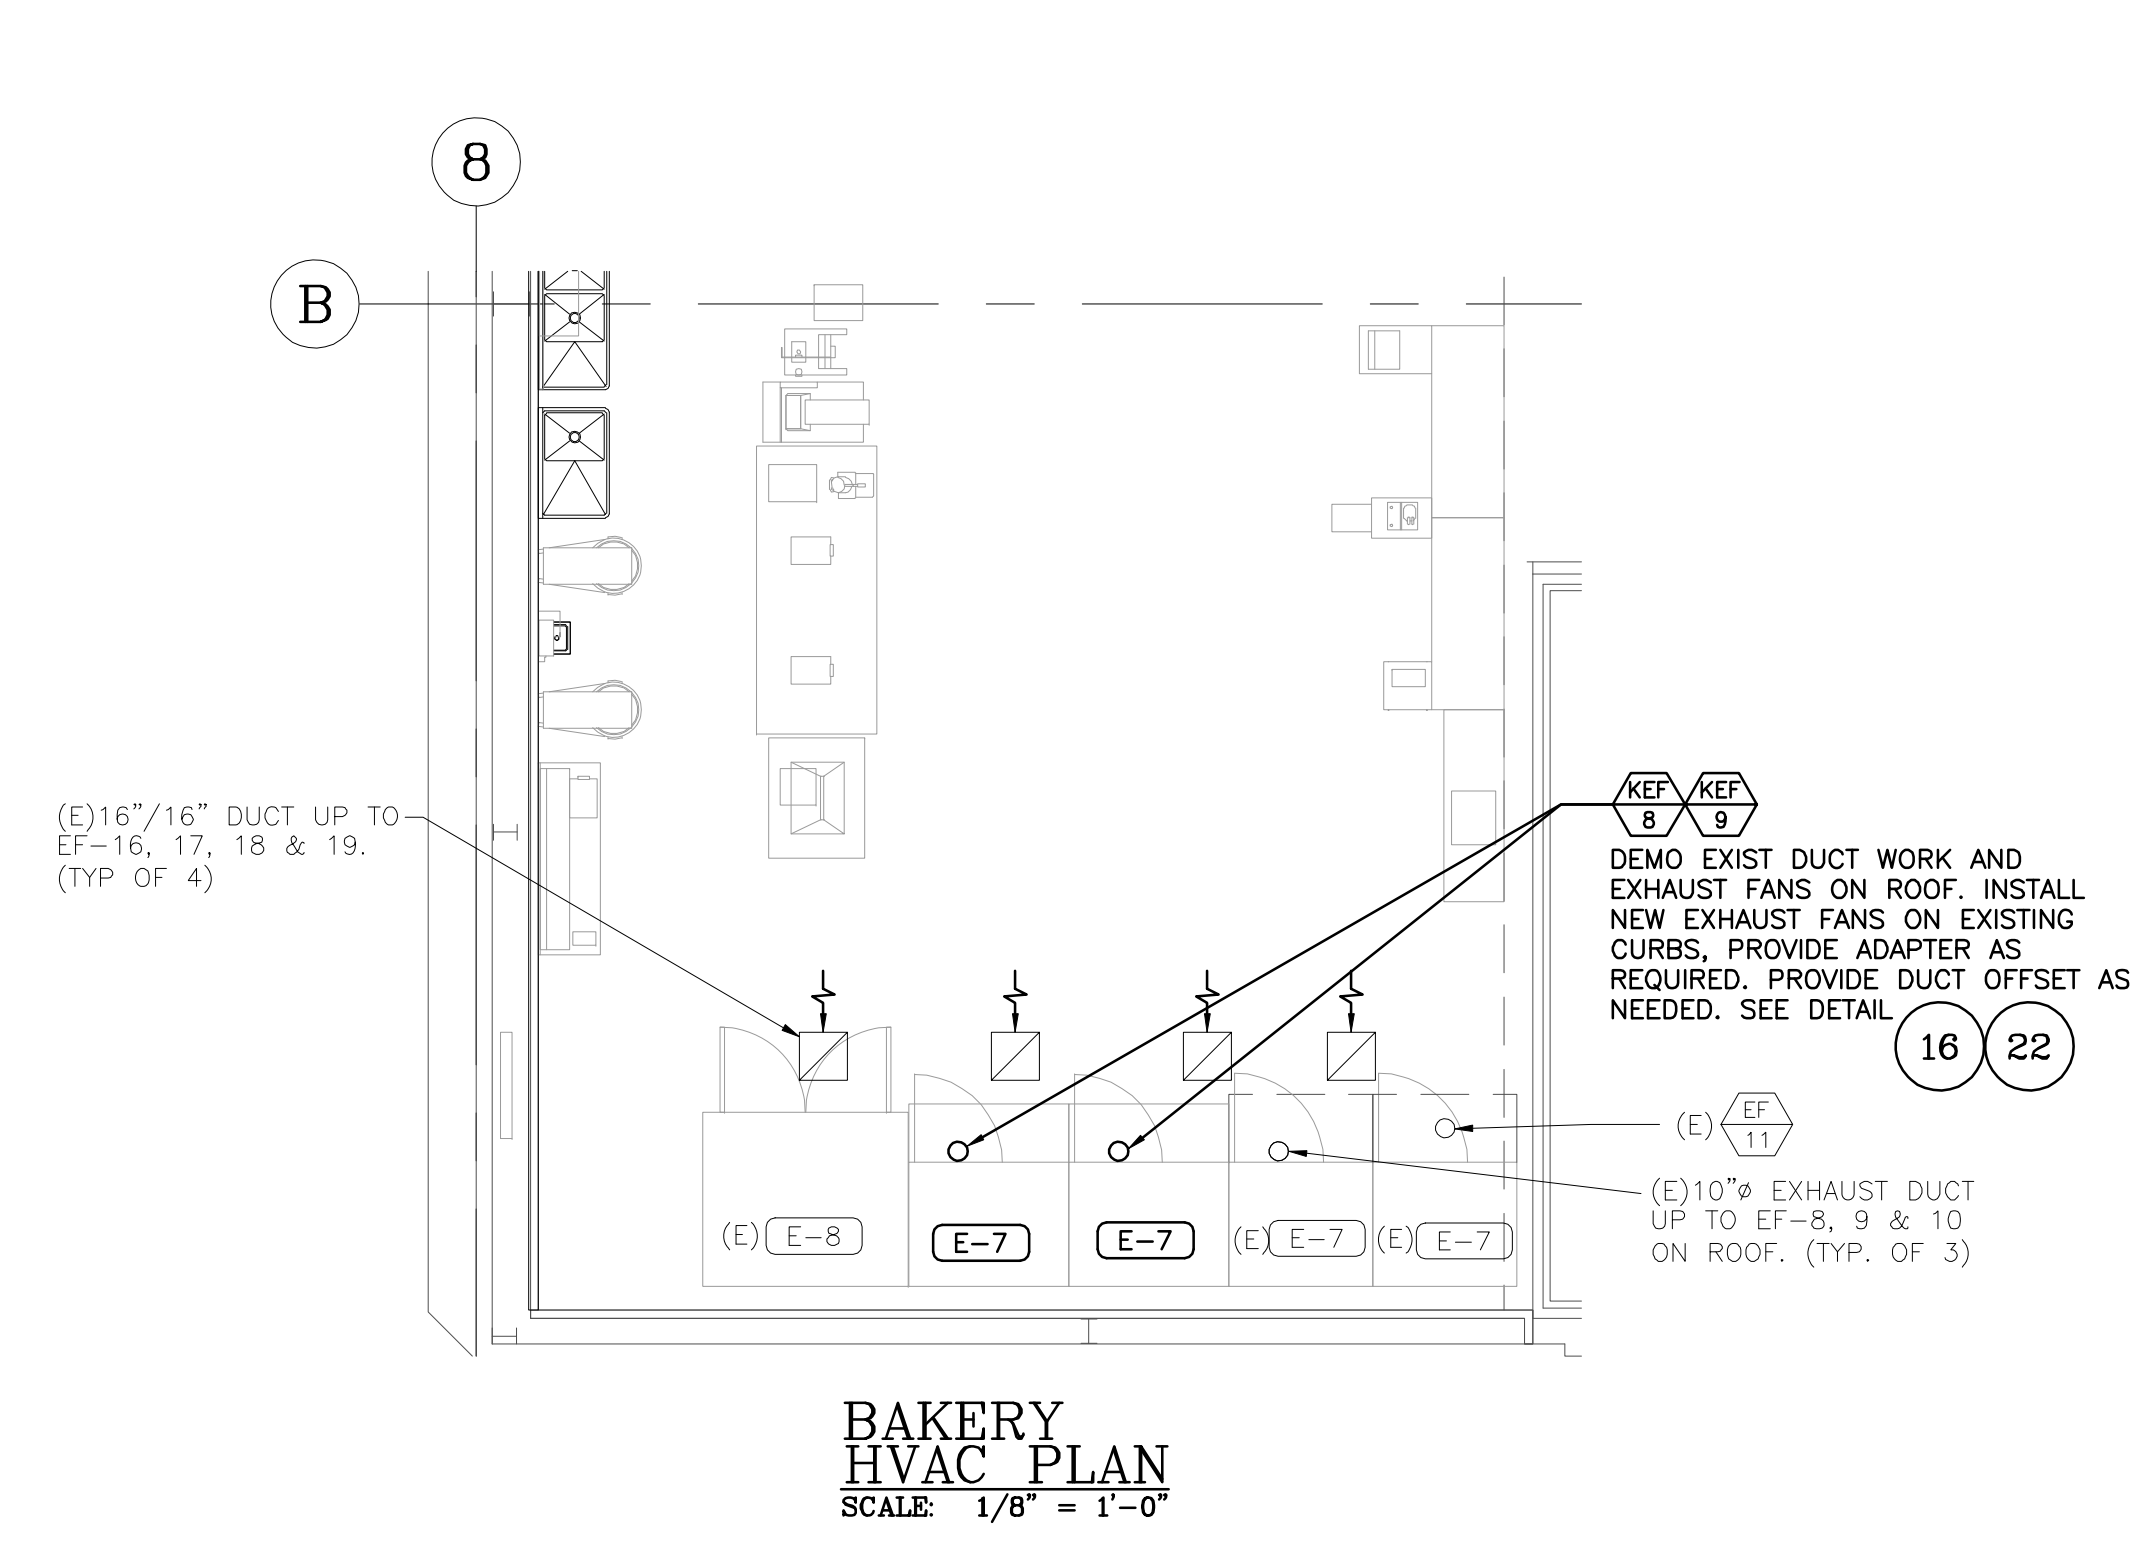 8
B
(E)16"/16" DUCT UP TO
EF-16, 17, 18 & 19.
(TYP OF 4)
KEF
8
KEF
9
DEMO EXIST DUCT WORK AND
EXHAUST FANS ON ROOF. INSTALL
NEW EXHAUST FANS ON EXISTING
CURBS, PROVIDE ADAPTER AS
REQUIRED. PROVIDE DUCT OFFSET AS
NEEDED. SEE DETAIL
16
22
(E)
EF
11
(E)10"ø EXHAUST DUCT
UP TO EF-8, 9 & 10
ON ROOF. (TYP. OF 3)
(E) E-8
E-7
E-7
(E) E-7
(E) E-7
BAKERY
HVAC PLAN
SCALE: 1/8" = 1'-0"